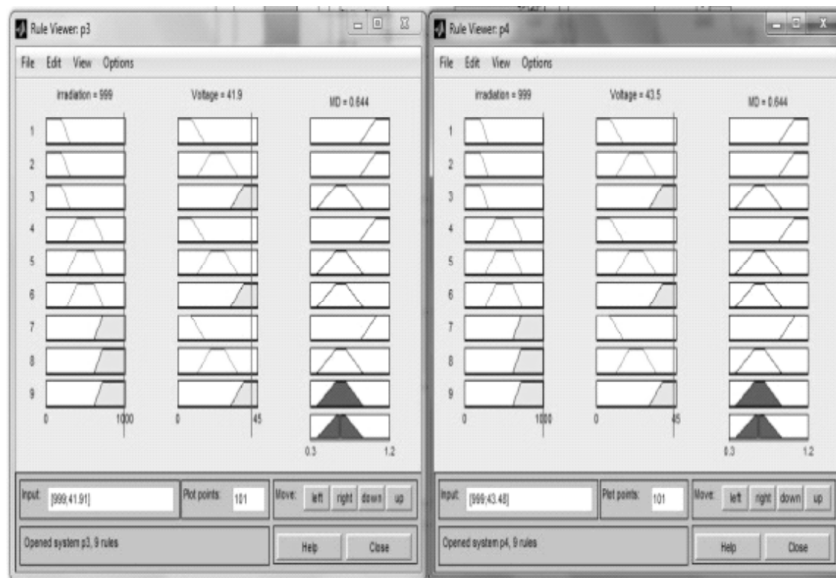 Rule Viewer: p3
File Edit View Options
irradiation = 999 Voltage = 41.9 MD = 0.644
1
2
3
4
5
6
7
8
9
0 1000 0 45
0.3 1.2
Input: [999;41.91] Plot points: 101 Move: left right down up
Opened system p3, 9 rules Help Close
Rule Viewer: p4
File Edit View Options
irradiation = 999 Voltage = 43.5 MD = 0.644
1
2
3
4
5
6
7
8
9
0 1000 0 45
0.3 1.2
Input: [999;43.48] Plot points: 101 Move: left right down up
Opened system p4, 9 rules Help Close